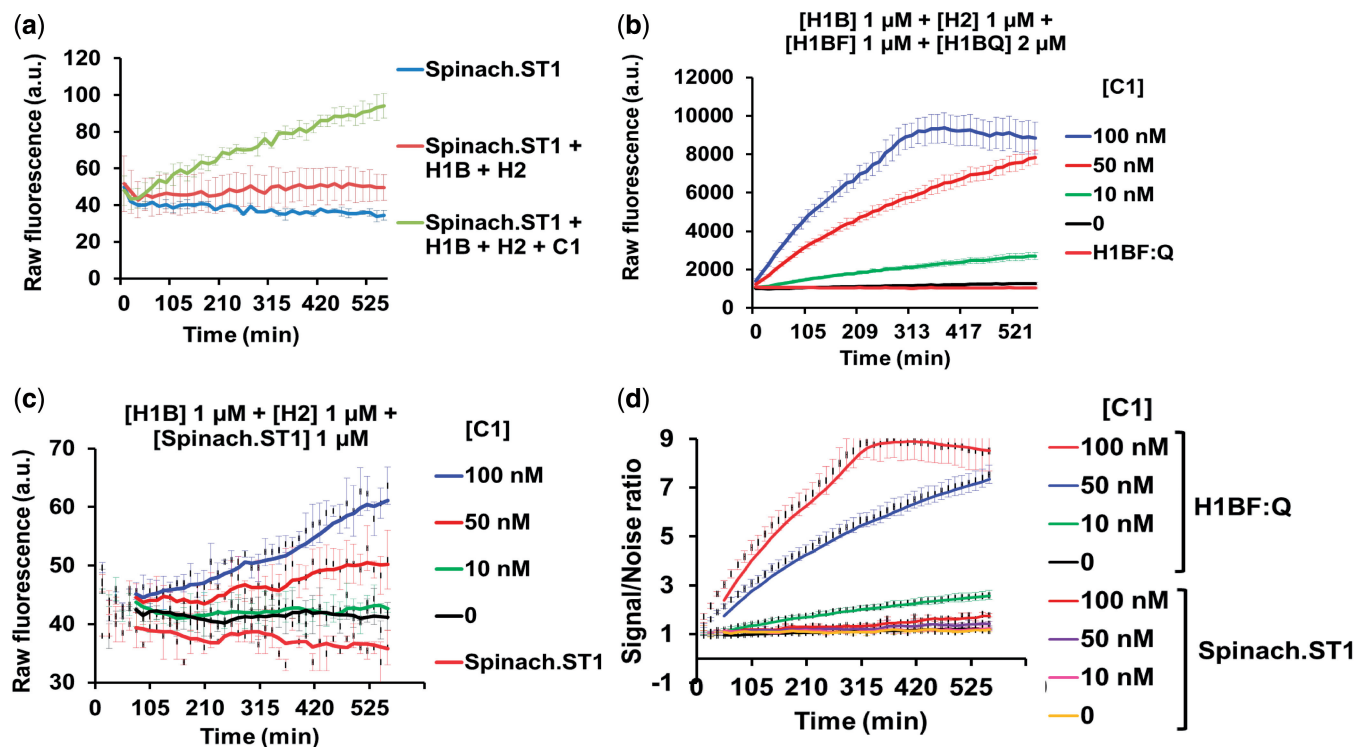 (a)
120
100
80
60
40
20
0
Raw fluorescence (a.u.)
0 105 210 315 420 525
Time (min)
Spinach.ST1
Spinach.ST1 +
H1B + H2
Spinach.ST1 +
H1B + H2 + C1
(b)
[H1B] 1 µM + [H2] 1 µM +
[H1BF] 1 µM + [H1BQ] 2 µM
12000
10000
8000
6000
4000
2000
0
Raw fluorescence (a.u.)
0 105 209 313 417 521
Time (min)
[C1]
100 nM
50 nM
10 nM
0
H1BF:Q
(c)
[H1B] 1 µM + [H2] 1 µM +
[Spinach.ST1] 1 µM
70
60
50
40
30
Raw fluorescence (a.u.)
0 105 210 315 420 525
Time (min)
[C1]
100 nM
50 nM
10 nM
0
Spinach.ST1
(d)
9
7
5
3
1
-1
Signal/Noise ratio
105 210 315 420 525
Time (min)
[C1]
100 nM
50 nM
10 nM
0
H1BF:Q
100 nM
50 nM
10 nM
0
Spinach.ST1